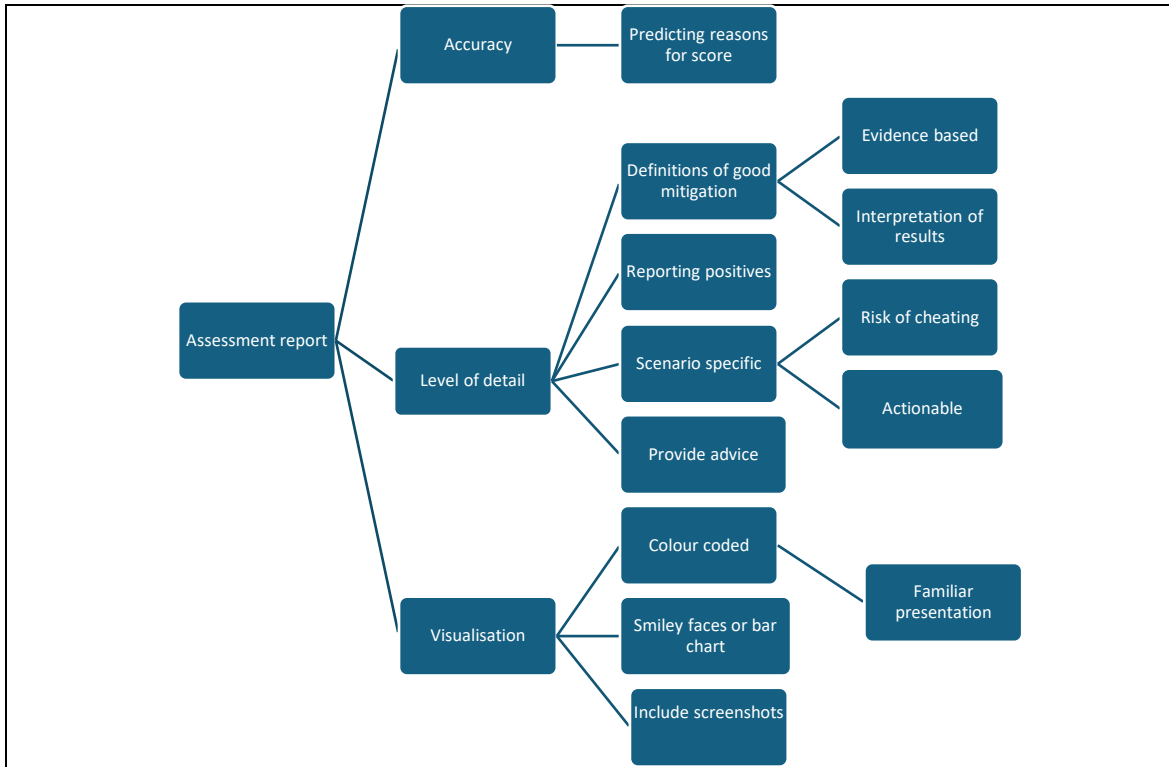 Accuracy
Predicting reasons
for score
Evidence based
Definitions of good
mitigation
Interpretation of
results
Reporting positives
Risk of cheating
Assessment report
Scenario specific
Level of detail
Actionable
Provide advice
Colour coded
Familiar
presentation
Visualisation
Smiley faces or bar
chart
Include screenshots